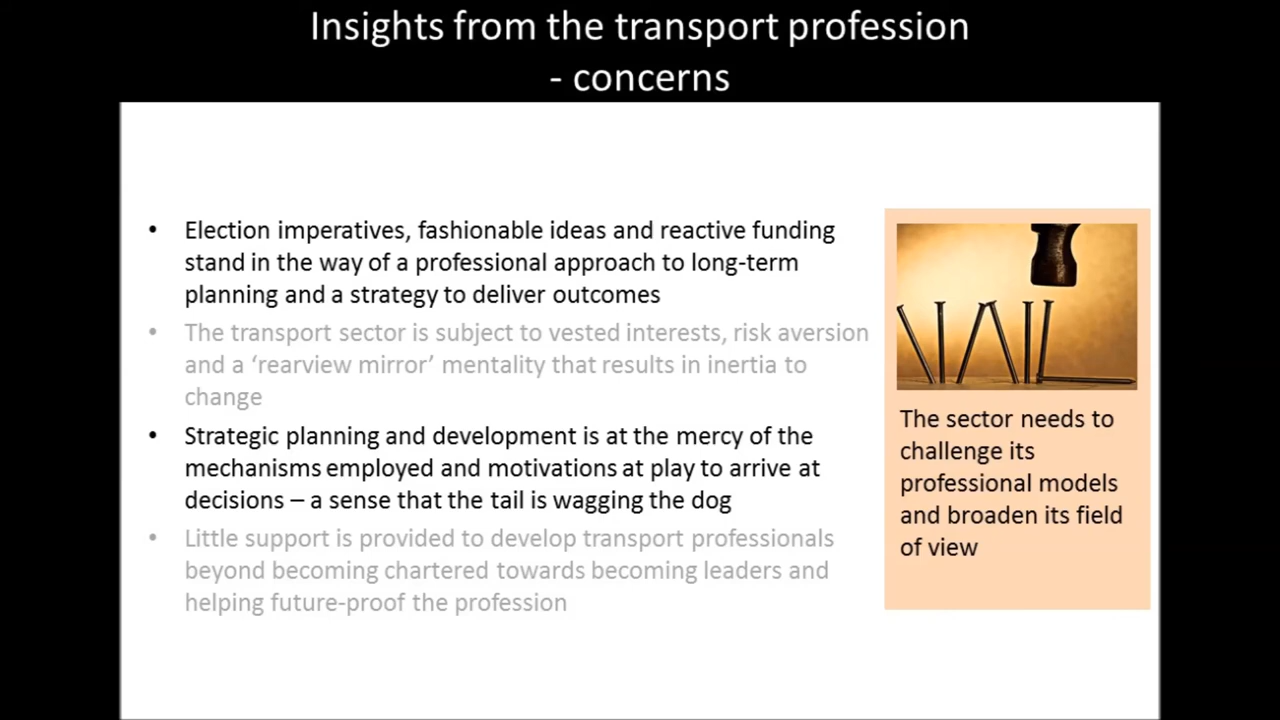 Insights from the transport profession
- concerns
• Election imperatives, fashionable ideas and reactive funding
stand in the way of a professional approach to long-term
planning and a strategy to deliver outcomes
• The transport sector is subject to vested interests, risk aversion
and a ‘rearview mirror’ mentality that results in inertia to
change
• Strategic planning and development is at the mercy of the
mechanisms employed and motivations at play to arrive at
decisions – a sense that the tail is wagging the dog
• Little support is provided to develop transport professionals
beyond becoming chartered towards becoming leaders and
helping future-proof the profession
The sector needs to
challenge its
professional models
and broaden its field
of view